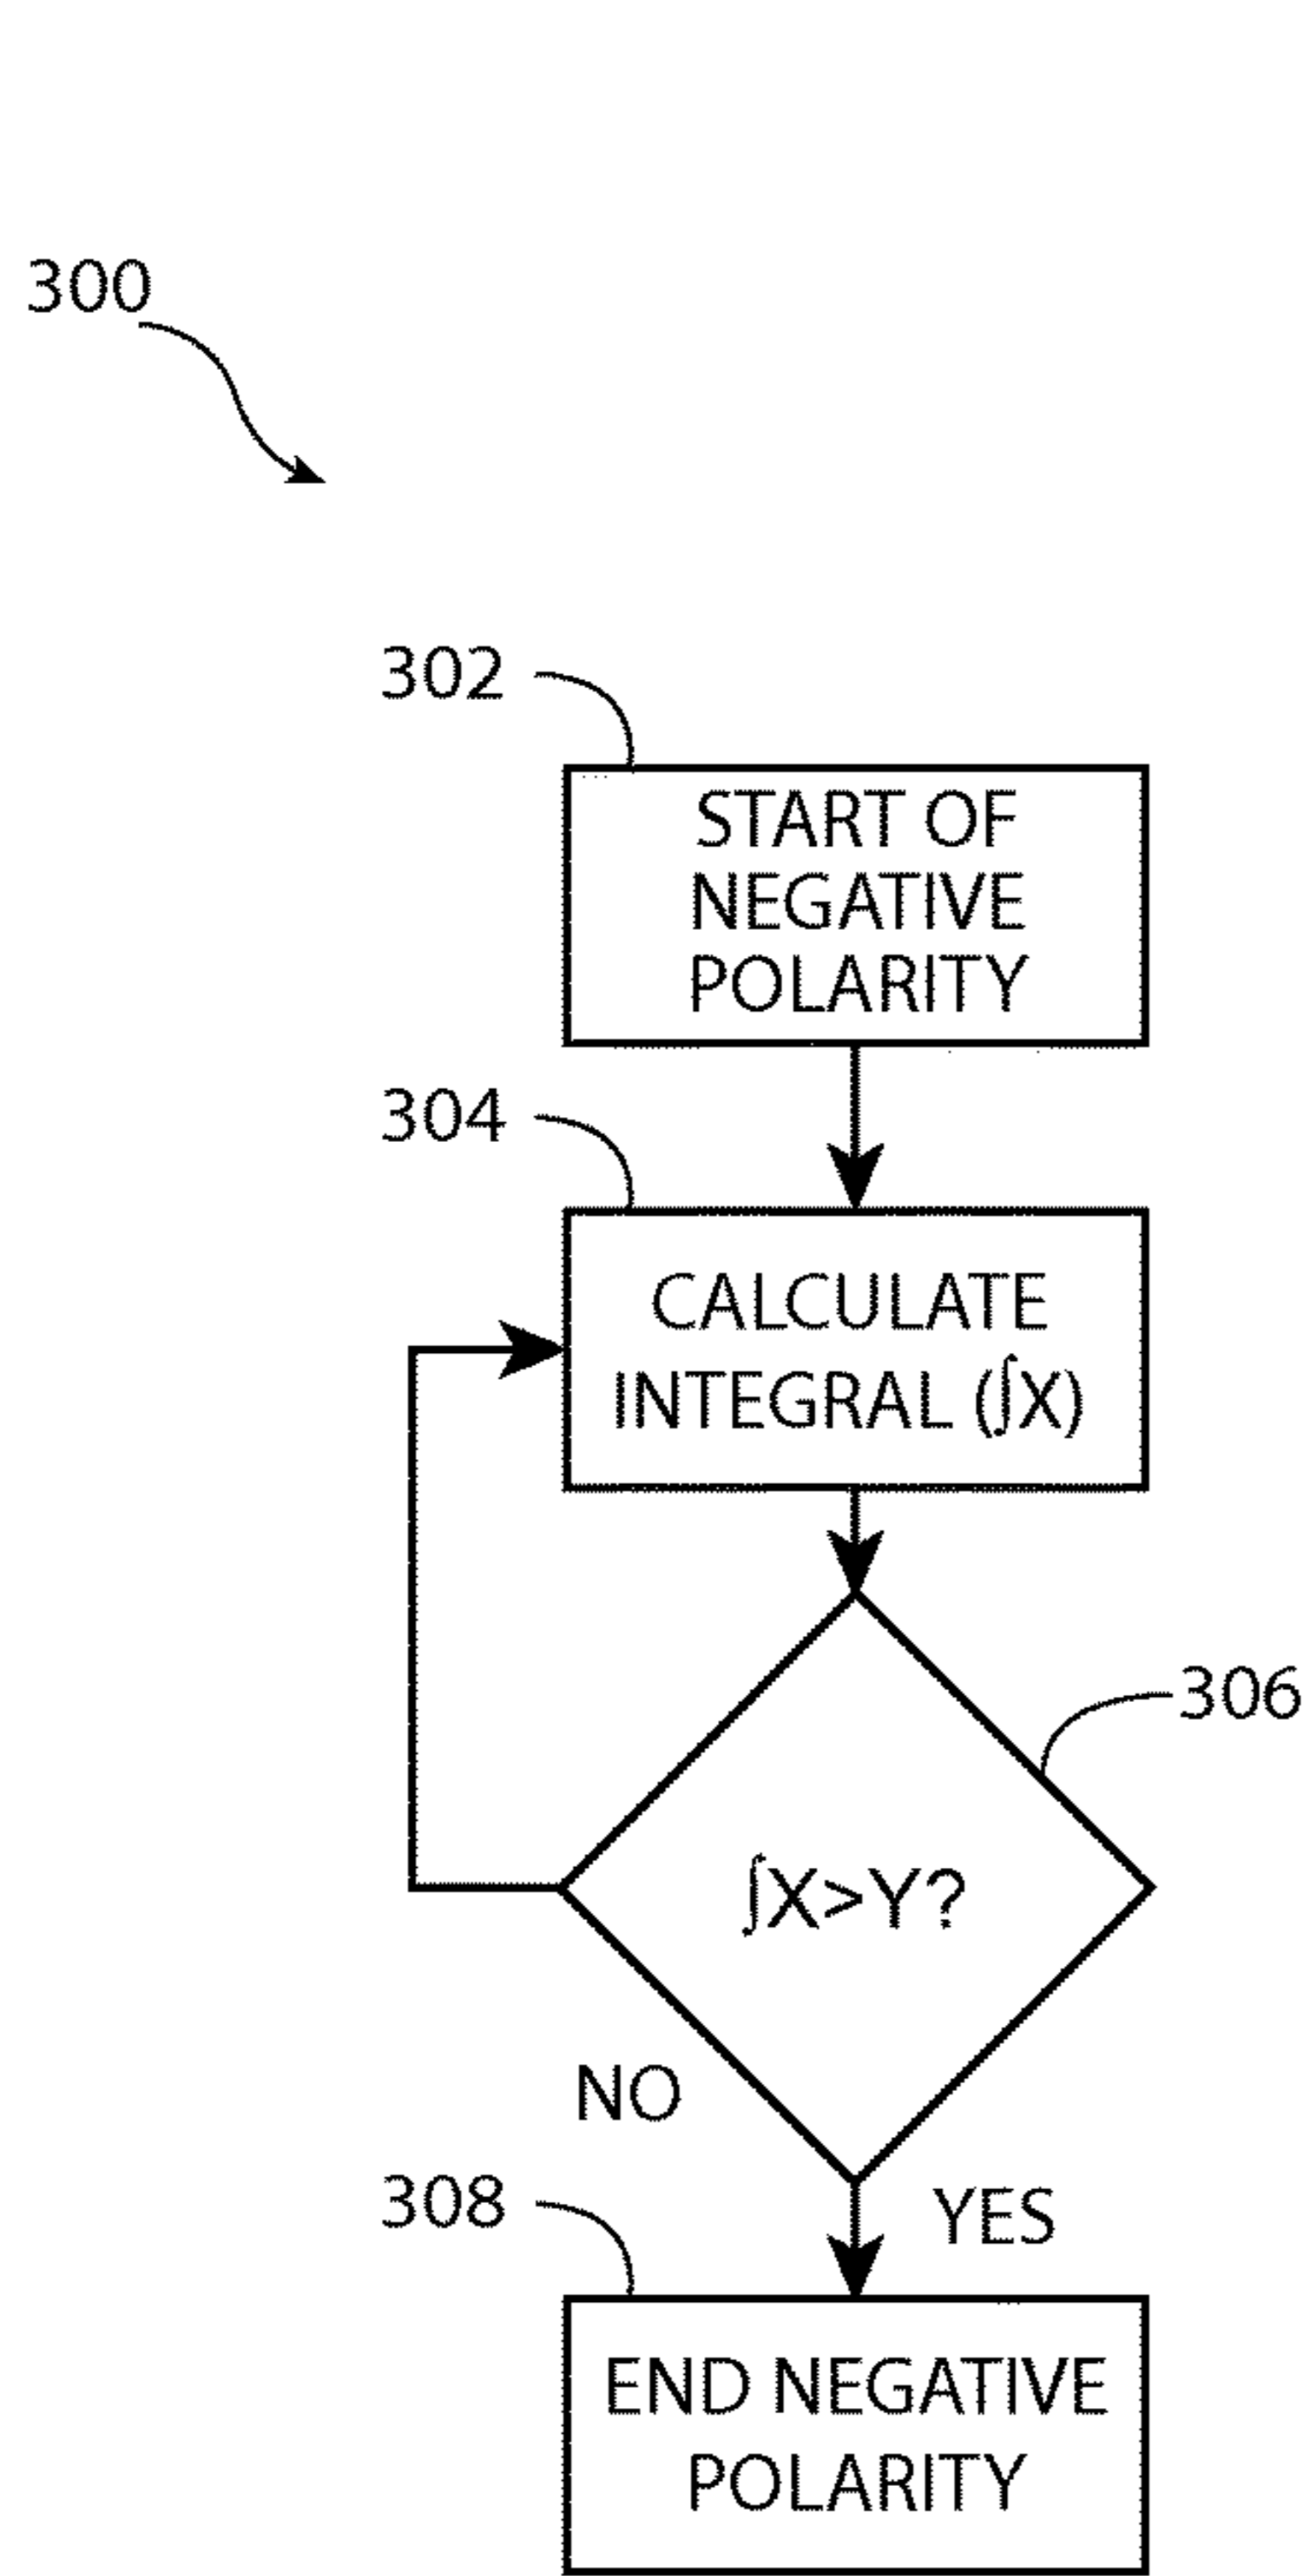 300
302
START OF
NEGATIVE
POLARITY
304
CALCULATE
INTEGRAL (∫X)
306
∫X>Y?
NO
YES
308
END NEGATIVE
POLARITY